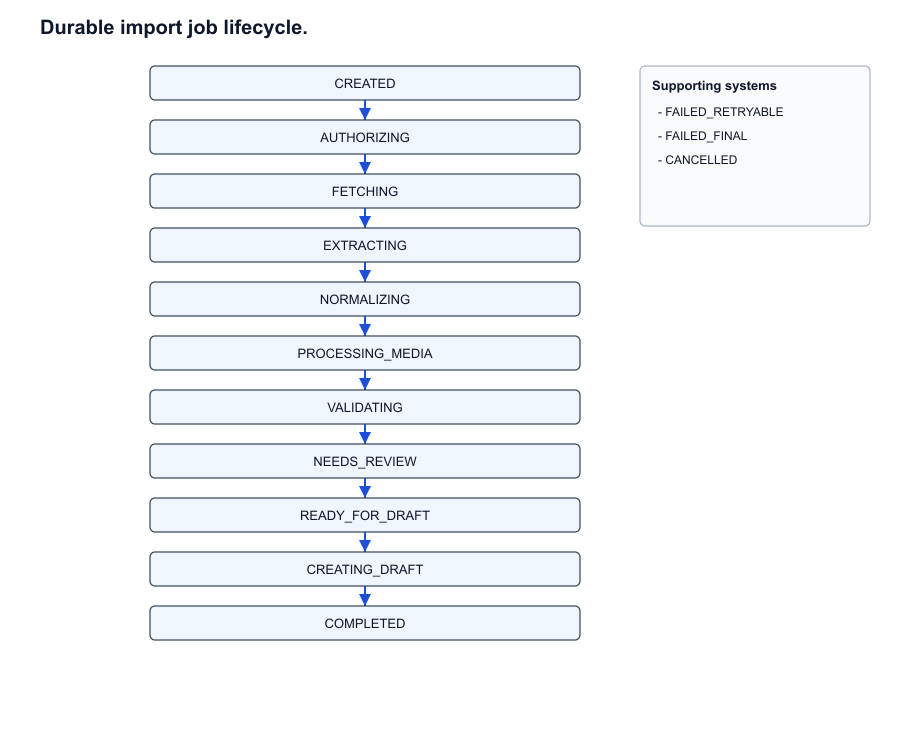 Durable import job lifecycle.
CREATED
AUTHORIZING
FETCHING
EXTRACTING
NORMALIZING
PROCESSING_MEDIA
VALIDATING
NEEDS_REVIEW
READY_FOR_DRAFT
CREATING_DRAFT
COMPLETED
Supporting systems
- FAILED_RETRYABLE
- FAILED_FINAL
- CANCELLED